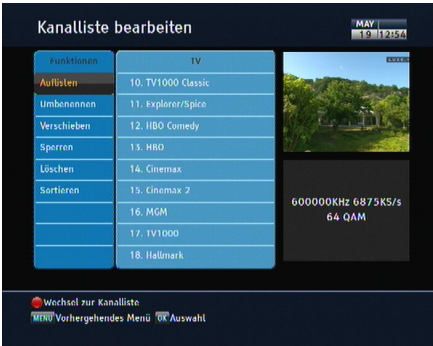 Kanalliste bearbeiten
MAY
19 12:54
Funktionen
TV
Auflisten
Umbenennen
Verschieben
Sperren
Löschen
Sortieren
10. TV1000 Classic
11. Explorer/Spice
12. HBO Comedy
13. HBO
14. Cinemax
15. Cinemax 2
16. MGM
17. TV1000
18. Hallmark
600000KHz 6875KS/s
64 QAM
Wechsel zur Kanalliste
MENU Vorhergehendes Menü OK Auswahl